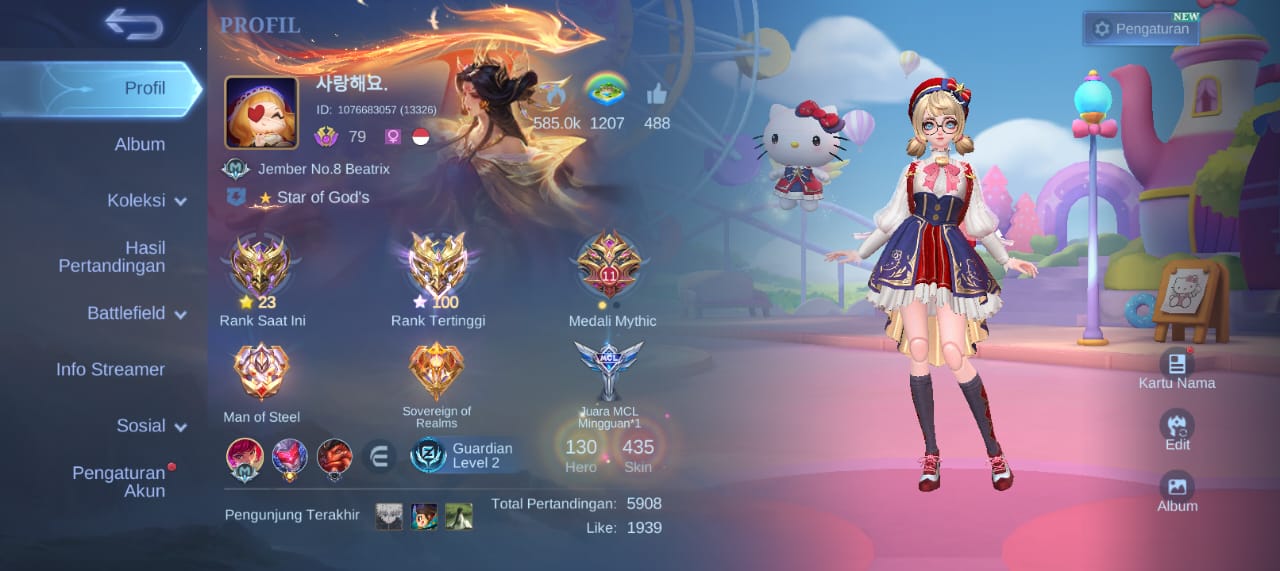 PROFIL
NEW
Pengaturan
Profil
Album
Koleksi
Hasil
Pertandingan
Battlefield
Info Streamer
Sosial
Pengaturan
Akun
사랑해요.
ID: 1076683057 (13326)
79
585.0k 1207 488
Jember No.8 Beatrix
Star of God's
23
Rank Saat Ini
100
Rank Tertinggi
11
Medali Mythic
Man of Steel
Sovereign of
Realms
MCL
Juara MCL
Mingguan*1
M
Guardian
Level 2
130
Hero
435
Skin
Pengunjung Terakhir
Total Pertandingan: 5908
Like: 1939
Kartu Nama
Edit
Album